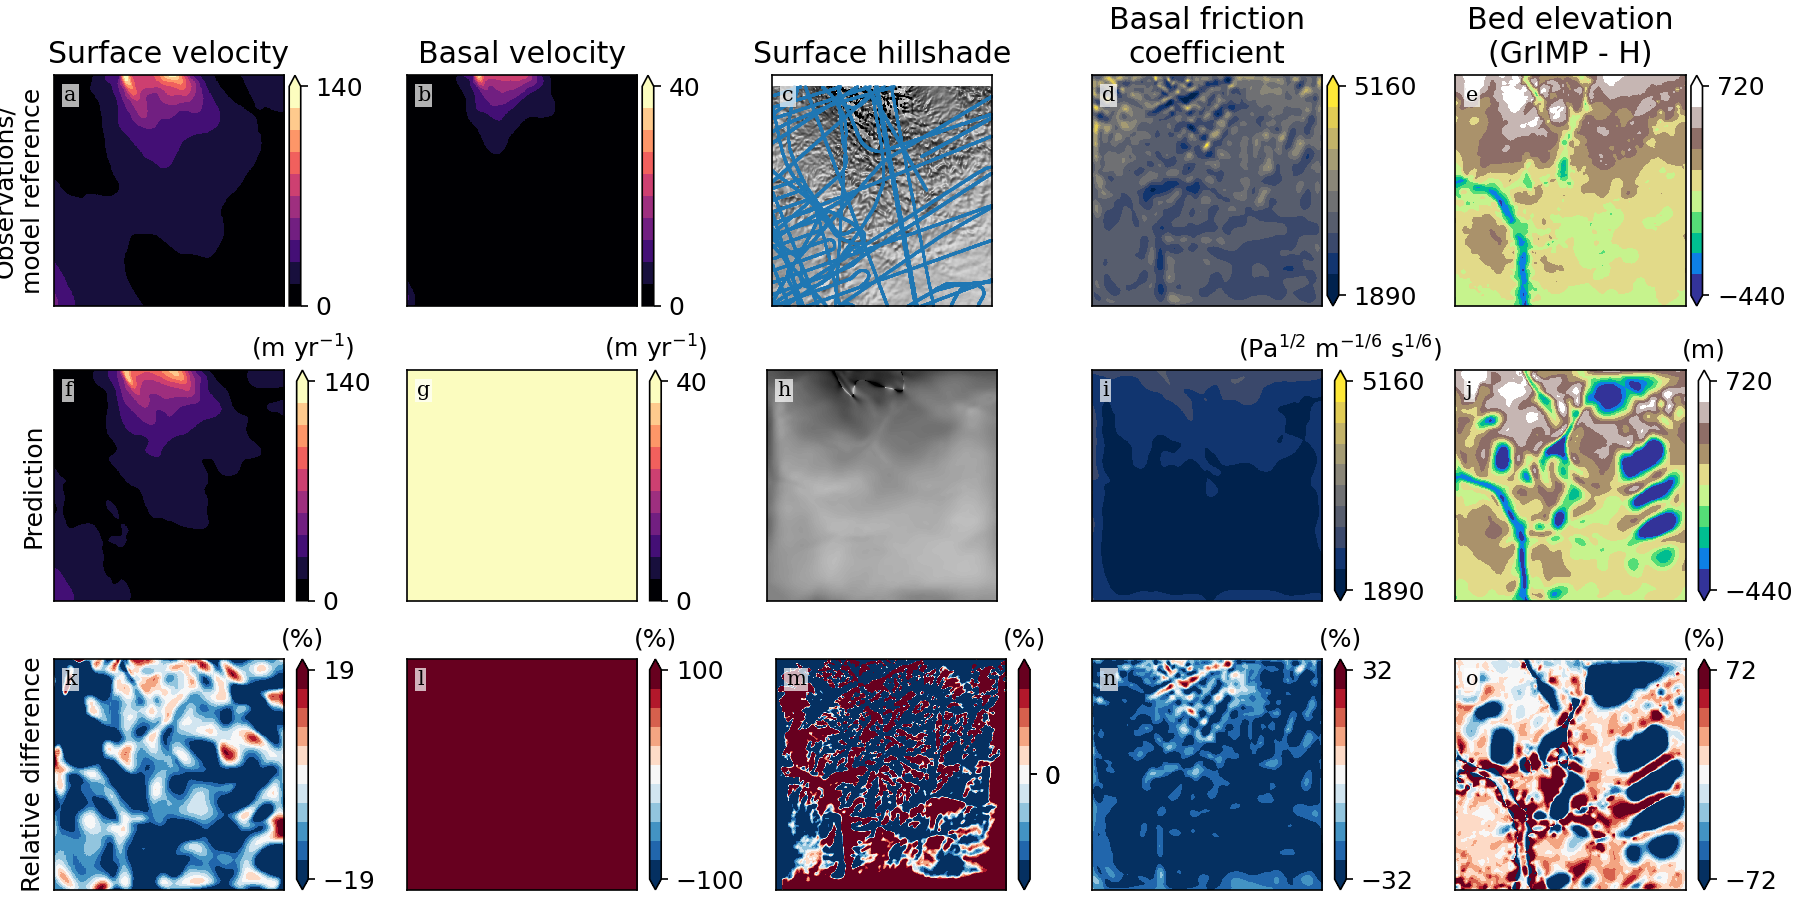 Surface velocity
Basal velocity
Surface hillshade
Basal friction
coefficient
Bed elevation
(GrIMP - H)
Observations/
model reference
a
140
0
b
40
0
c
d
5160
1890
e
720
−440
(m yr−1)
(m yr−1)
(Pa1/2 m−1/6 s1/6)
(m)
Prediction
f
140
0
g
40
0
h
i
5160
1890
j
720
−440
(%)
(%)
(%)
(%)
(%)
Relative difference
k
19
−19
l
100
−100
m
0
n
32
−32
o
72
−72